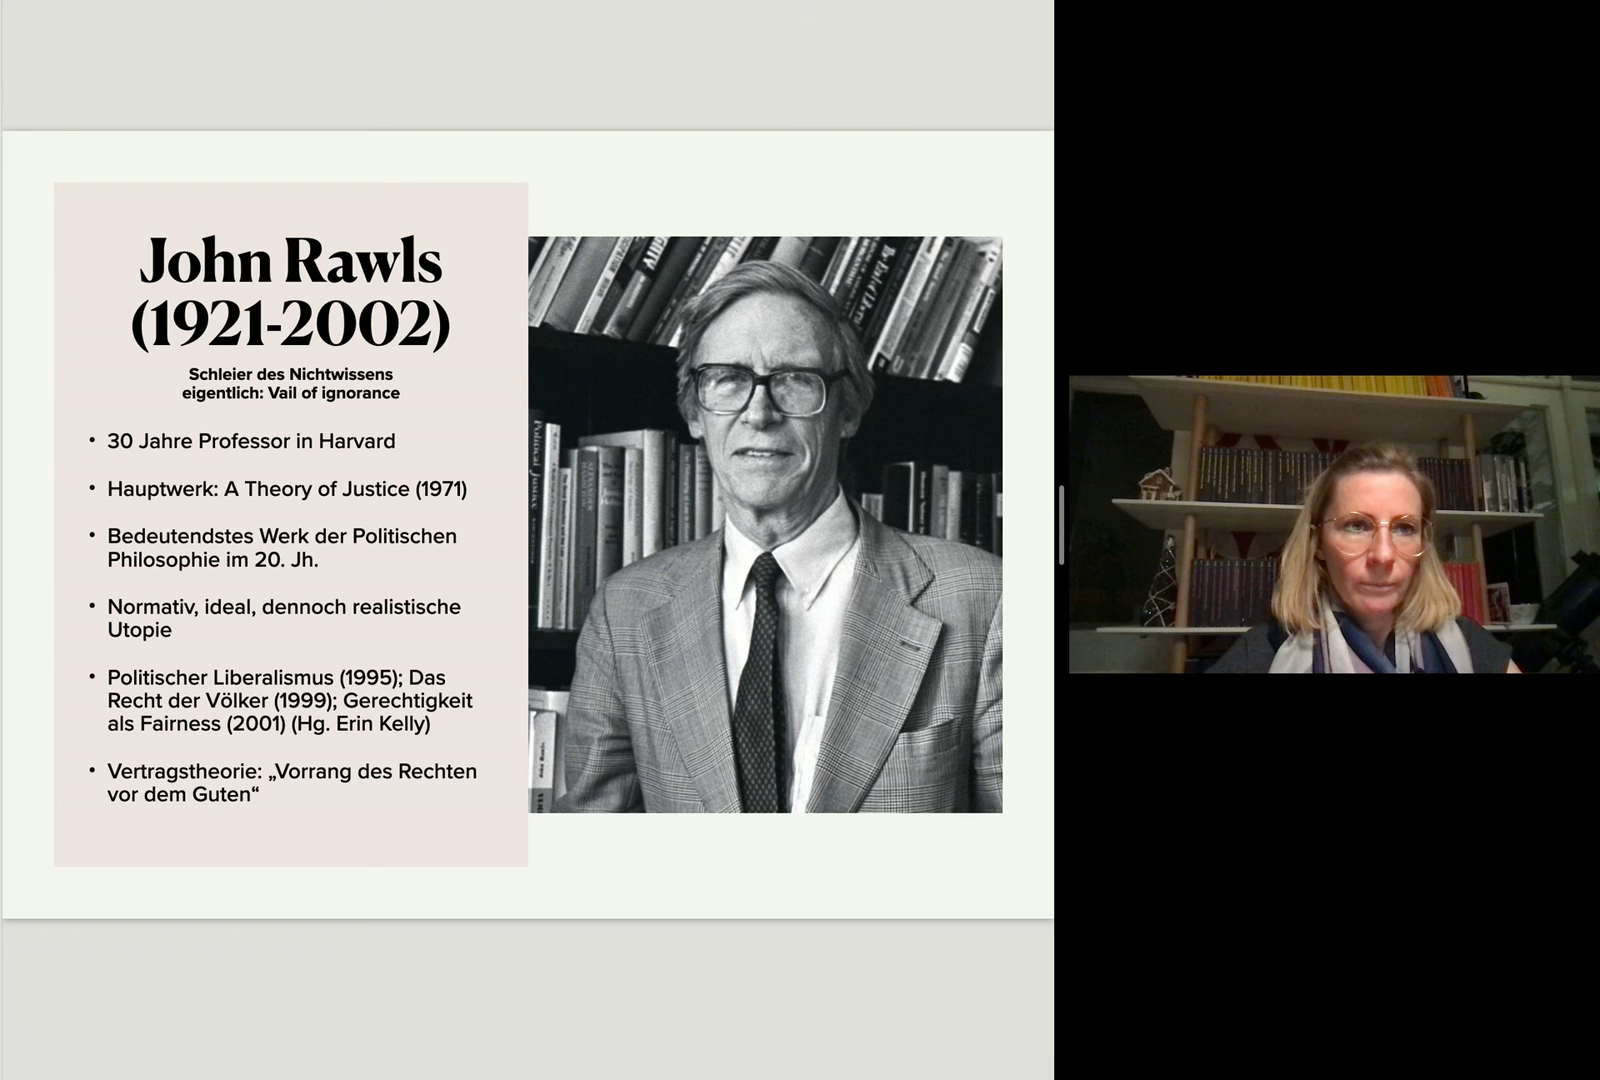 John Rawls
(1921-2002)
Schleier des Nichtwissens
eigentlich: Vail of ignorance
• 30 Jahre Professor in Harvard
• Hauptwerk: A Theory of Justice (1971)
• Bedeutendstes Werk der Politischen
Philosophie im 20. Jh.
• Normativ, ideal, dennoch realistische
Utopie
• Politischer Liberalismus (1995); Das
Recht der Völker (1999); Gerechtigkeit
als Fairness (2001) (Hg. Erin Kelly)
• Vertragstheorie: „Vorrang des Rechten
vor dem Guten“
Political Justice